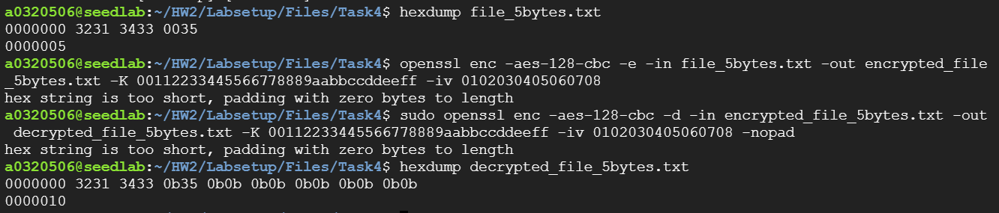 a0320506@seedlab:~/HW2/Labsetup/Files/Task4$ hexdump file_5bytes.txt
0000000 3231 3433 0035
0000005
a0320506@seedlab:~/HW2/Labsetup/Files/Task4$ openssl enc -aes-128-cbc -e -in file_5bytes.txt -out encrypted_file
_5bytes.txt -K 00112233445566778889aabbccddeeff -iv 0102030405060708
hex string is too short, padding with zero bytes to length
a0320506@seedlab:~/HW2/Labsetup/Files/Task4$ sudo openssl enc -aes-128-cbc -d -in encrypted_file_5bytes.txt -out
 decrypted_file_5bytes.txt -K 00112233445566778889aabbccddeeff -iv 0102030405060708 -nopad
hex string is too short, padding with zero bytes to length
a0320506@seedlab:~/HW2/Labsetup/Files/Task4$ hexdump decrypted_file_5bytes.txt
0000000 3231 3433 0b35 0b0b 0b0b 0b0b 0b0b 0b0b
0000010